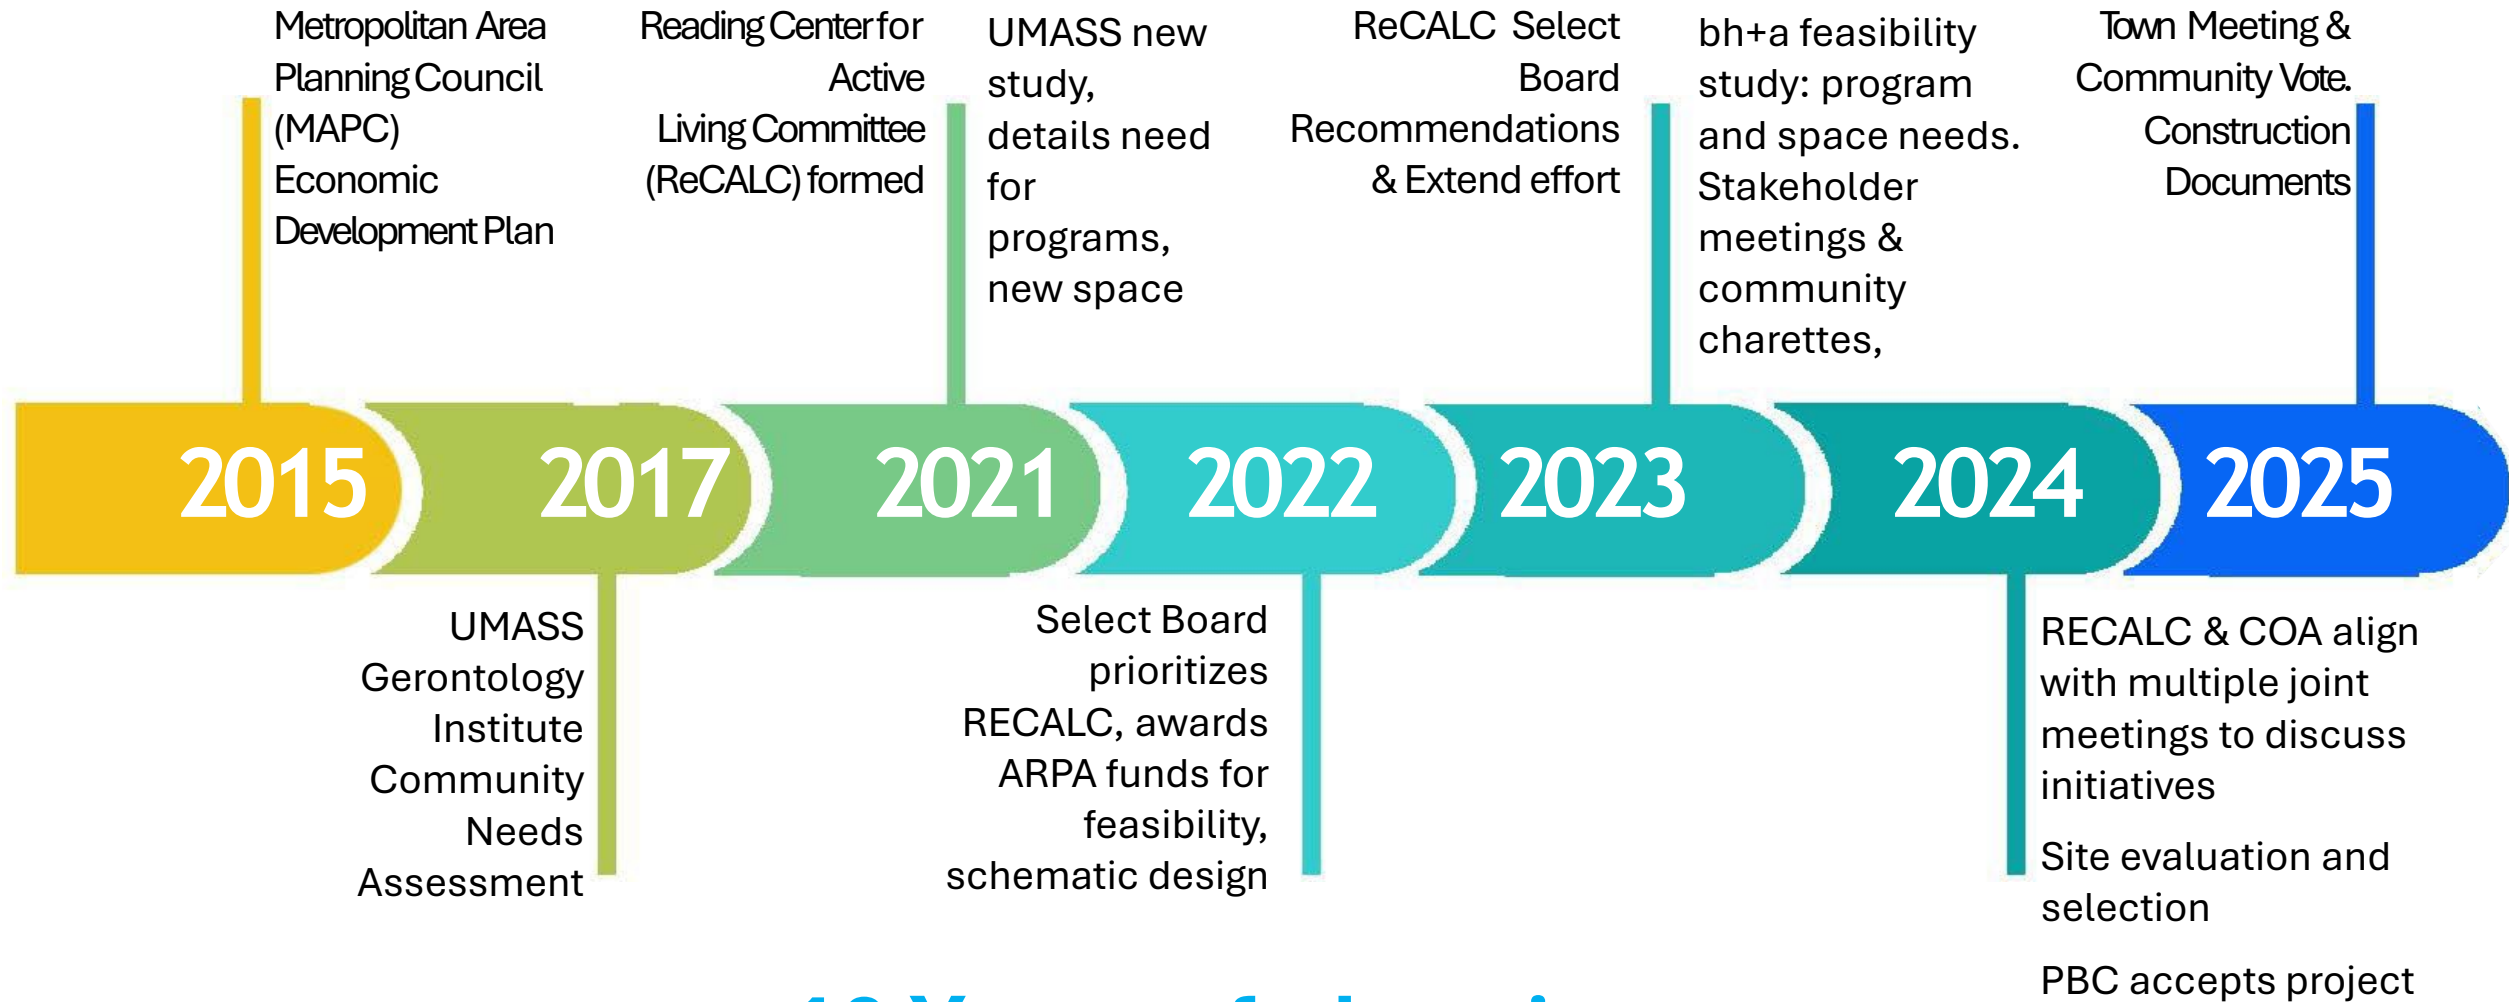 Metropolitan Area
Planning Council
(MAPC)
Economic
Development Plan
Reading Center for
Active
Living Committee
(ReCALC) formed
UMASS new
study,
details need
for
programs,
new space
ReCALC Select
Board
Recommendations
& Extend effort
bh+a feasibility
study: program
and space needs.
Stakeholder
meetings &
community
charettes,
Town Meeting &
Community Vote.
Construction
Documents
2015
2017
2021
2022
2023
2024
2025
UMASS
Gerontology
Institute
Community
Needs
Assessment
Select Board
prioritizes
RECALC, awards
ARPA funds for
feasibility,
schematic design
RECALC & COA align
with multiple joint
meetings to discuss
initiatives
Site evaluation and
selection
PBC accepts project